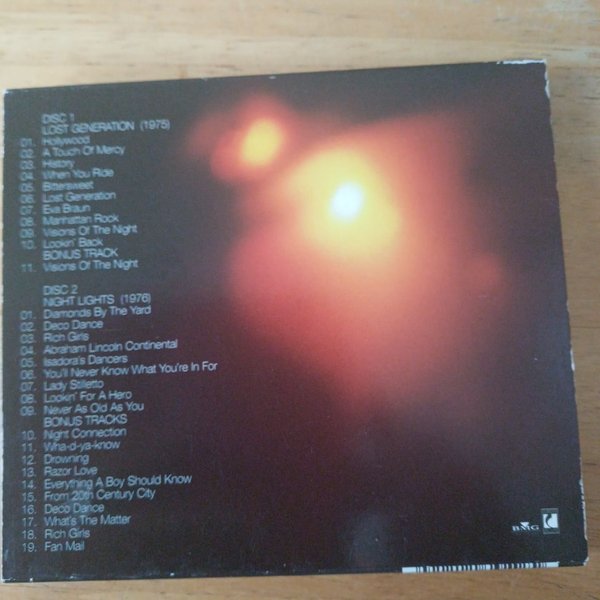 DISC 1
LOST GENERATION (1975)
01. Hollywood
02. A Touch Of Mercy
03. History
04. When You Ride
05. Bittersweet
06. Lost Generation
07. Eva Braun
08. Manhattan Rock
09. Visions Of The Night
10. Lookin' Back
BONUS TRACK
11. Visions Of The Night
DISC 2
NIGHT LIGHTS (1976)
01. Diamonds By The Yard
02. Deco Dance
03. Rich Girls
04. Abraham Lincoln Continental
05. Isadora's Dancers
06. You'll Never Know What You're In For
07. Lady Stilletto
08. Lookin' For A Hero
09. Never As Old As You
BONUS TRACKS
10. Night Connection
11. Wha-d-ya-know
12. Drowning
13. Razor Love
14. Everything A Boy Should Know
15. From 20th Century City
16. Deco Dance
17. What's The Matter
18. Rich Girls
19. Fan Mail
BMG